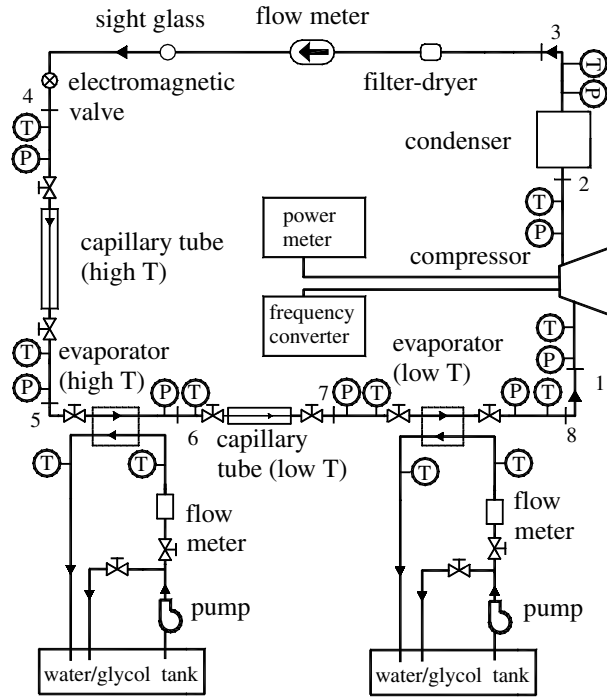 sight glass
flow meter
3
T
P
filter-dryer
electromagnetic
valve
4
T
P
condenser
2
T
P
power
meter
compressor
capillary tube
(high T)
frequency
converter
T
P
T
P
1
evaporator
(high T)
evaporator
(low T)
5
P
T
6
7
P
T
P
T
8
capillary
tube (low T)
T
T
T
T
flow
meter
flow
meter
pump
pump
water/glycol tank
water/glycol tank